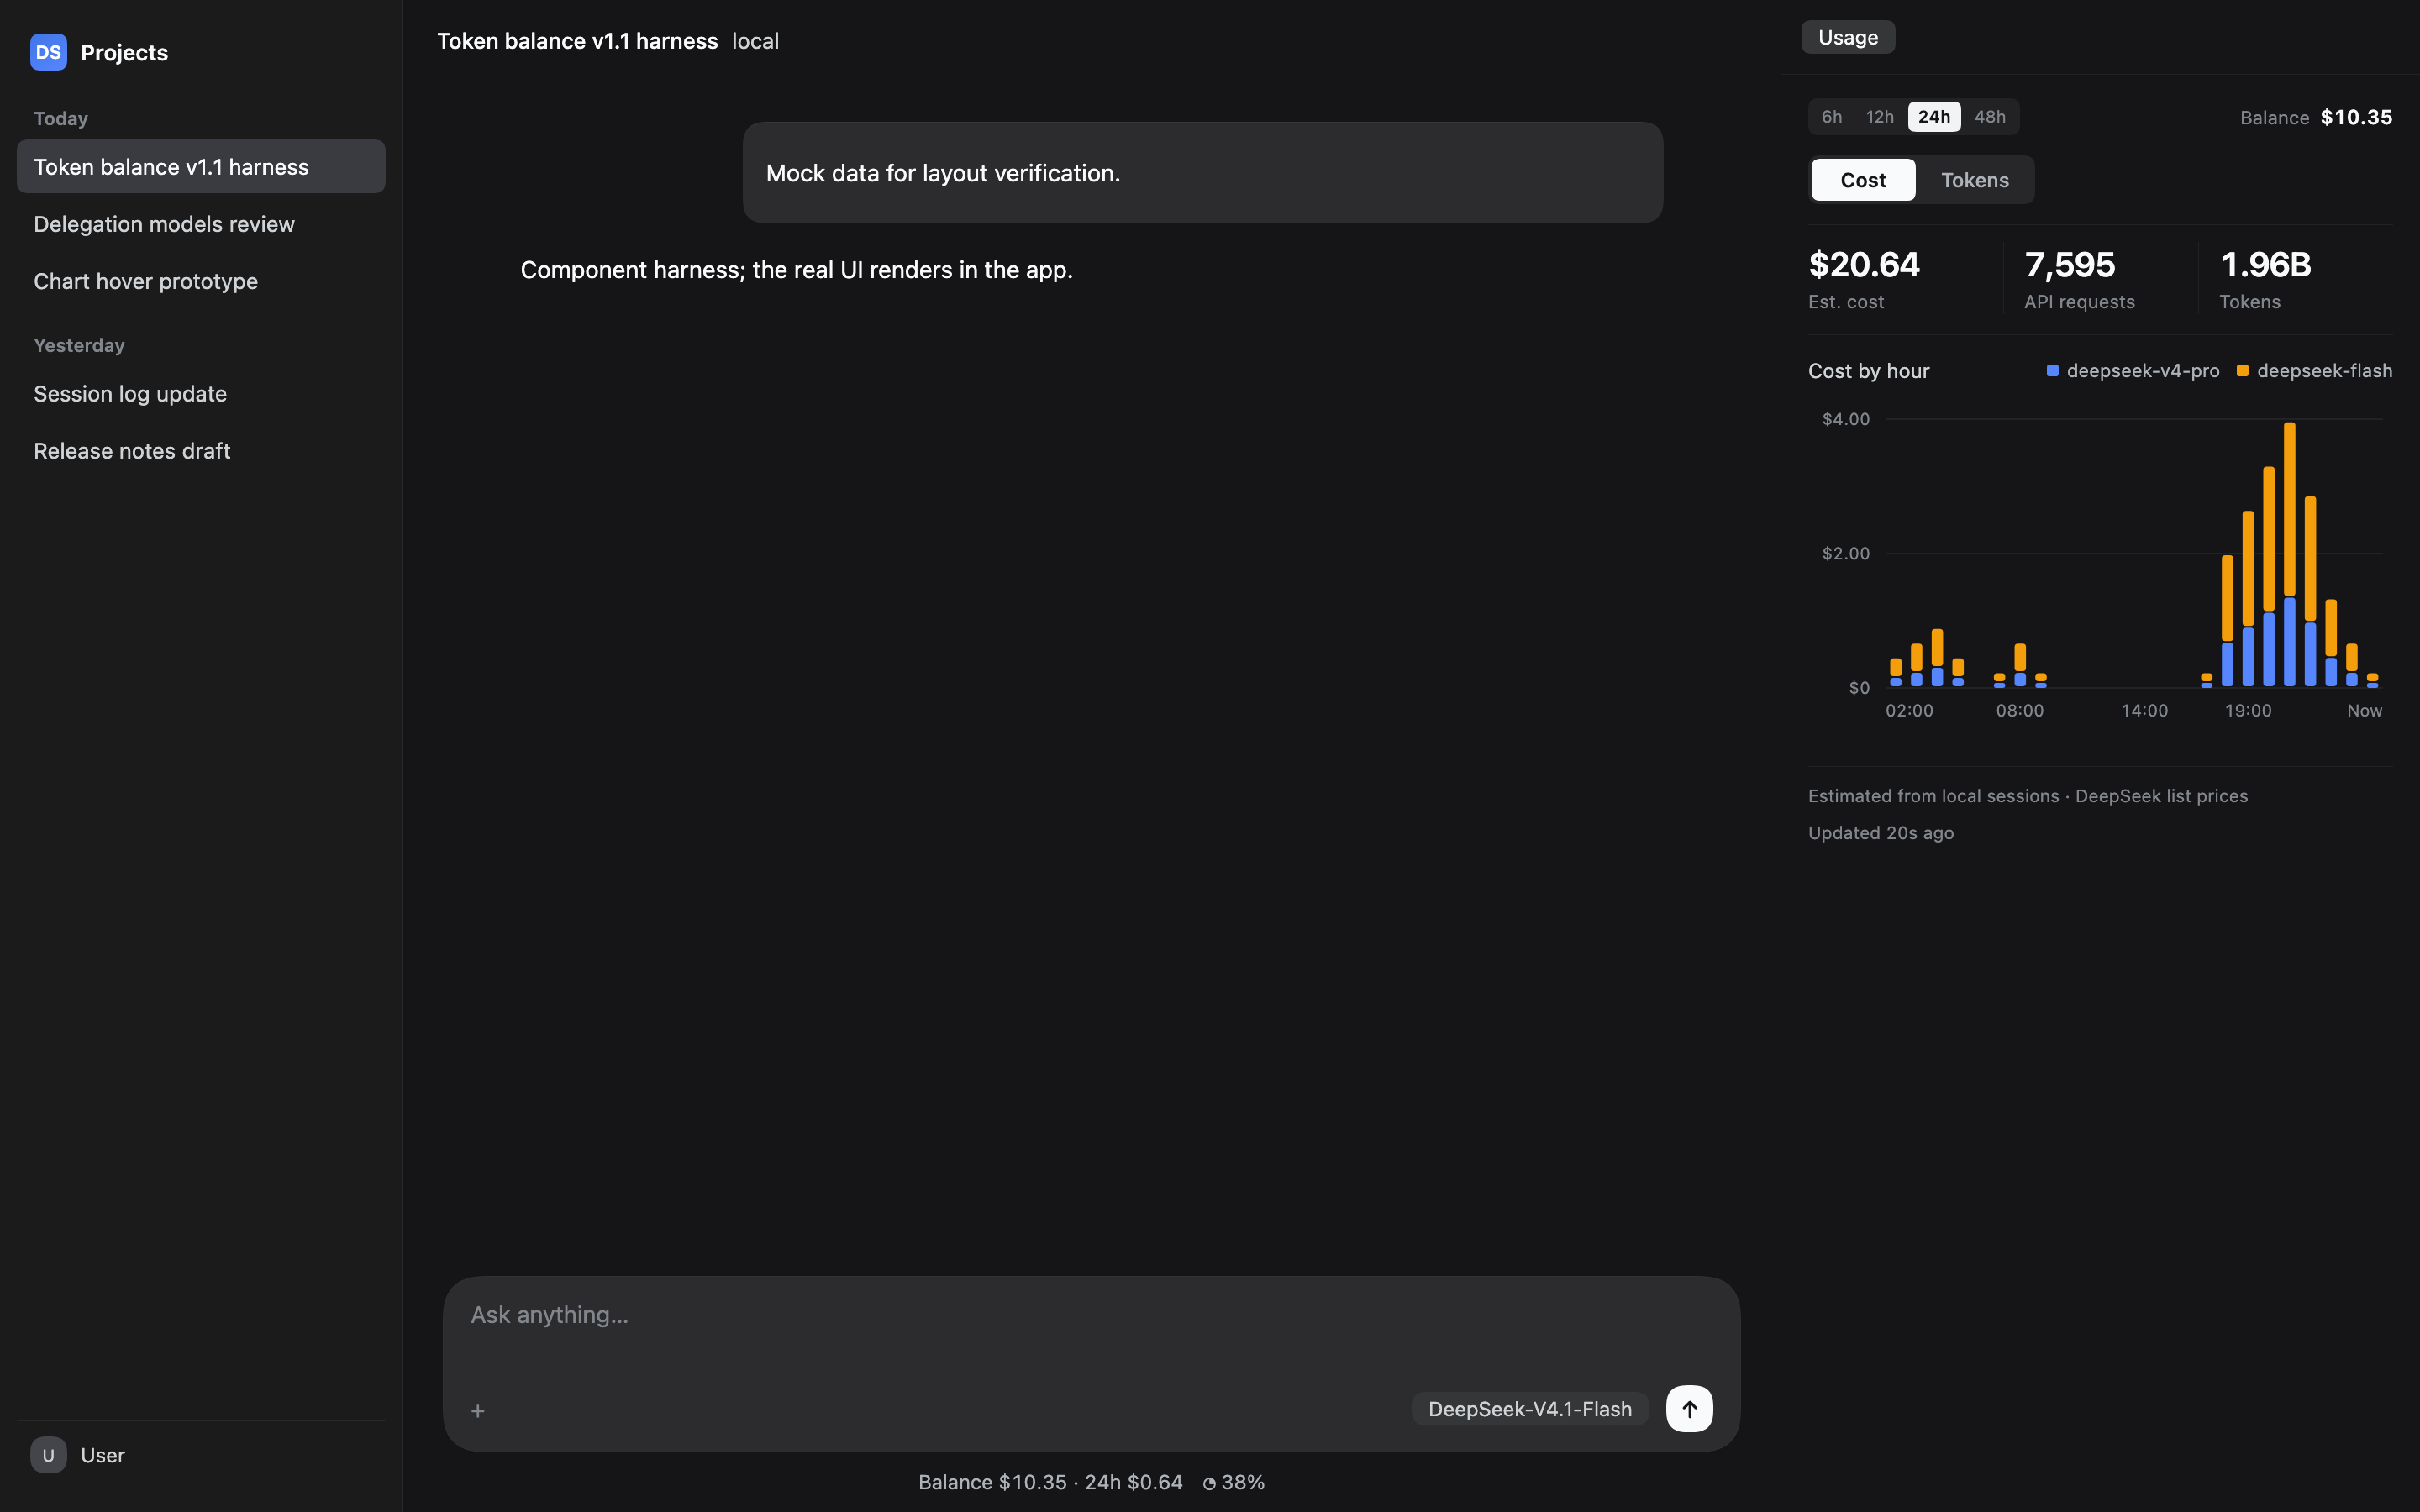 DS Projects
Today
Token balance v1.1 harness
Delegation models review
Chart hover prototype
Yesterday
Session log update
Release notes draft
U User
Token balance v1.1 harness local
Mock data for layout verification.
Component harness; the real UI renders in the app.
Ask anything...
+
DeepSeek-V4.1-Flash
Balance $10.35 · 24h $0.64 38%
Usage
6h 12h 24h 48h Balance $10.35
Cost Tokens
$20.64 7,595 1.96B
Est. cost API requests Tokens
Cost by hour deepseek-v4-pro deepseek-flash
$4.00
$2.00
$0
02:00 08:00 14:00 19:00 Now
Estimated from local sessions · DeepSeek list prices
Updated 20s ago